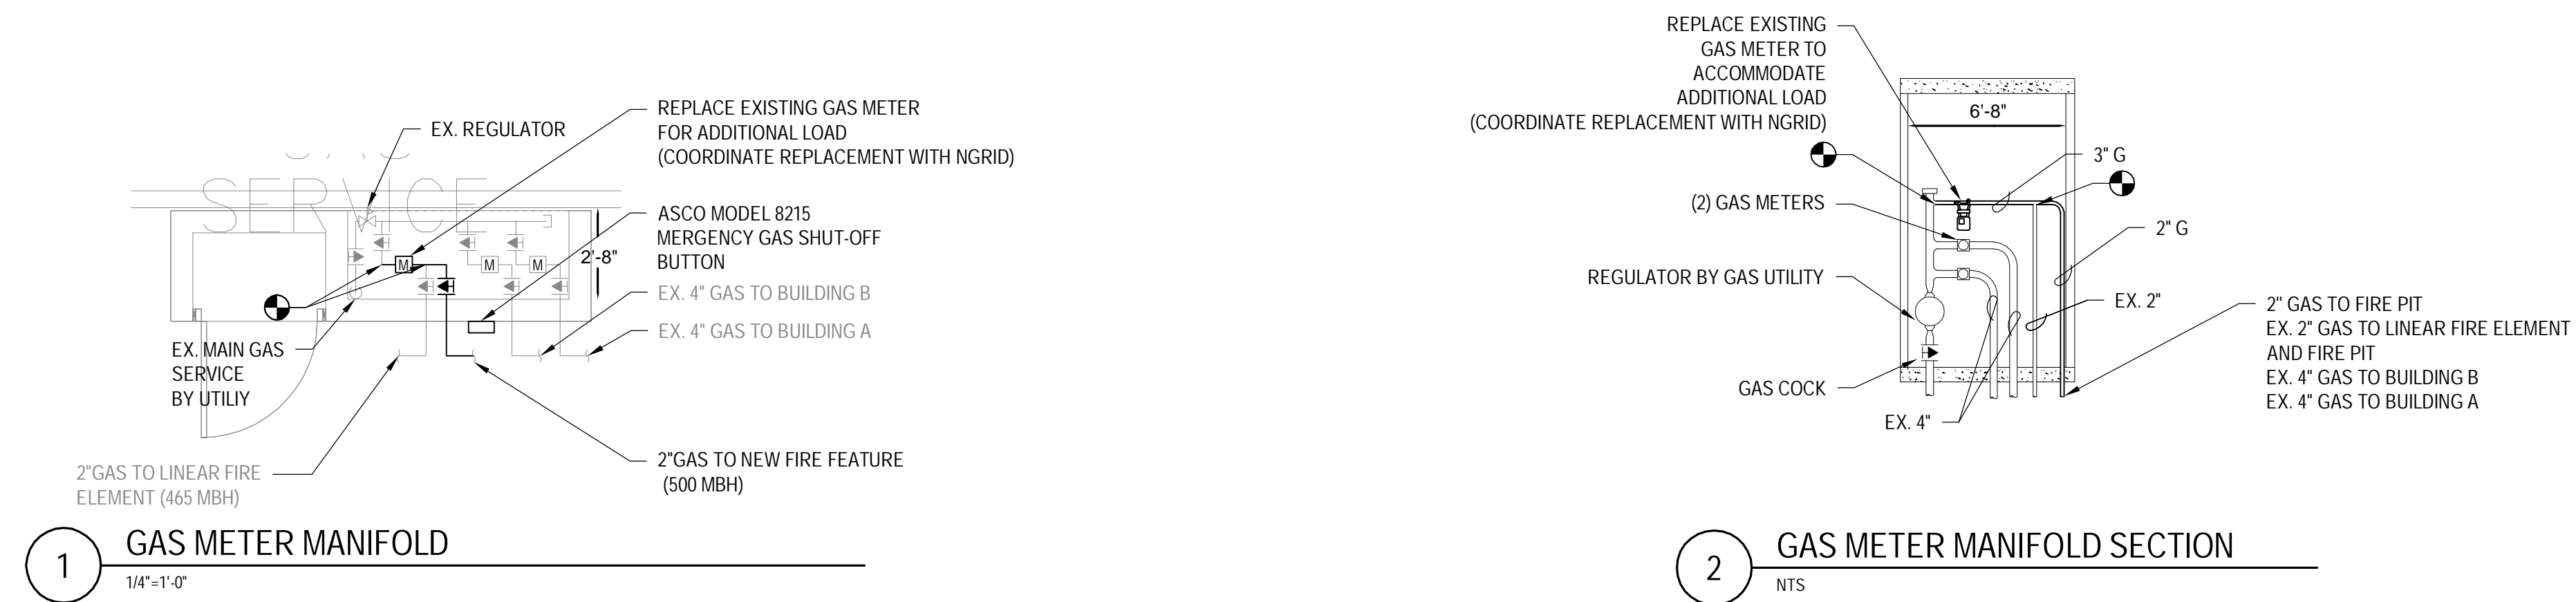 EX. REGULATOR
REPLACE EXISTING GAS METER
FOR ADDITIONAL LOAD
(COORDINATE REPLACEMENT WITH NGRID)
SERVICE
ASCO MODEL 8215
MERGENCY GAS SHUT-OFF
BUTTON
2'-8"
M
M
M
EX. 4" GAS TO BUILDING B
EX. 4" GAS TO BUILDING A
EX. MAIN GAS
SERVICE
BY UTILIY
2"GAS TO LINEAR FIRE
ELEMENT (465 MBH)
2"GAS TO NEW FIRE FEATURE
(500 MBH)
1
GAS METER MANIFOLD
1/4"=1'-0"
REPLACE EXISTING
GAS METER TO
ACCOMMODATE
ADDITIONAL LOAD
(COORDINATE REPLACEMENT WITH NGRID)
6'-8"
3" G
(2) GAS METERS
2" G
REGULATOR BY GAS UTILITY
EX. 2"
GAS COCK
EX. 4"
2" GAS TO FIRE PIT
EX. 2" GAS TO LINEAR FIRE ELEMENT
AND FIRE PIT
EX. 4" GAS TO BUILDING B
EX. 4" GAS TO BUILDING A
2
GAS METER MANIFOLD SECTION
NTS